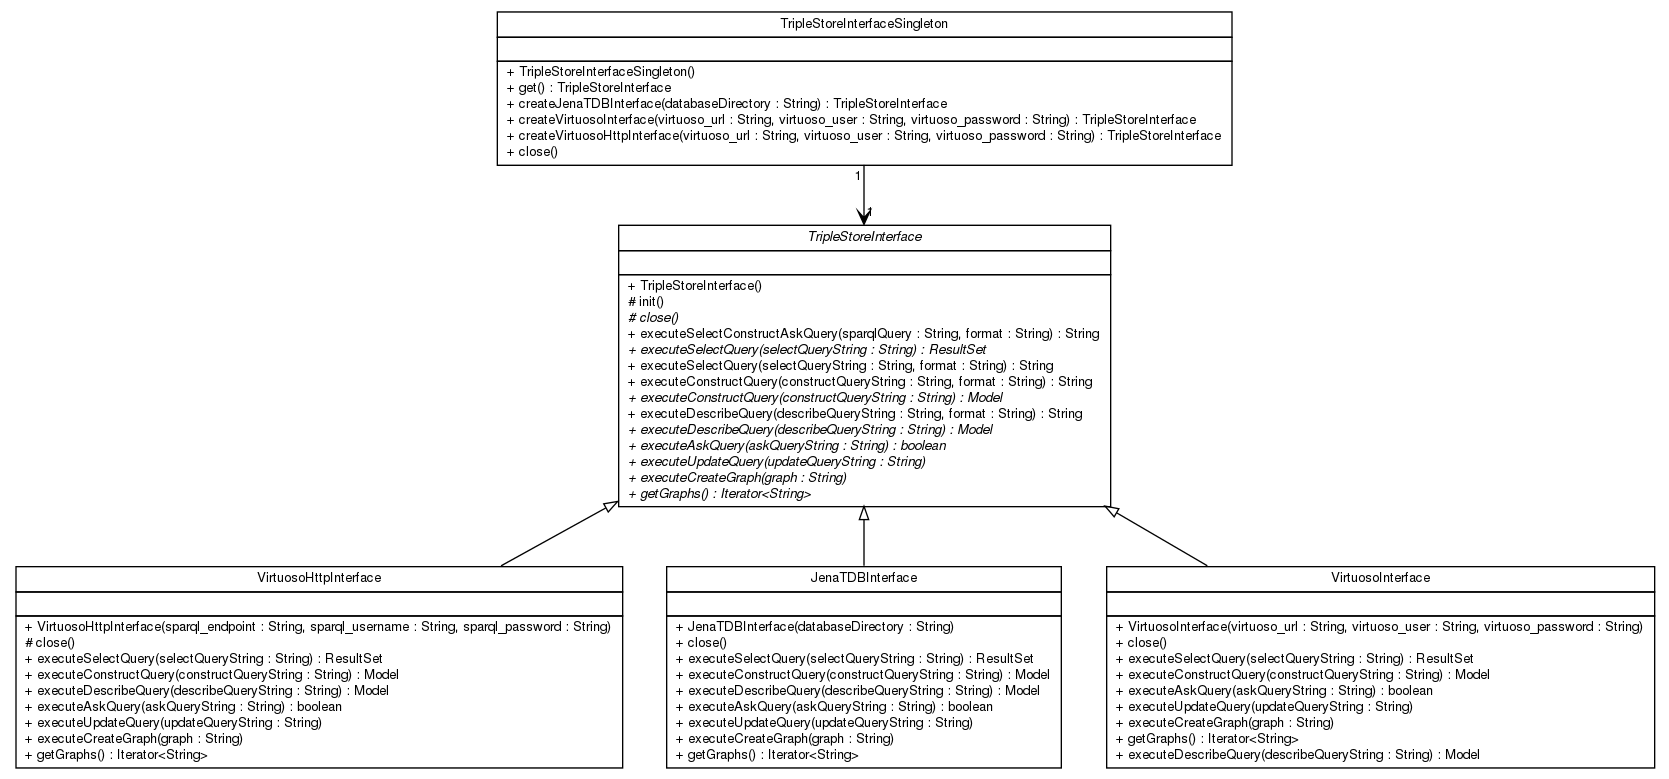 TripleStoreInterfaceSingleton
+ TripleStoreInterfaceSingleton()
+ get() : TripleStoreInterface
+ createJenaTDBInterface(databaseDirectory : String) : TripleStoreInterface
+ createVirtuosoInterface(virtuoso_url : String, virtuoso_user : String, virtuoso_password : String) : TripleStoreInterface
+ createVirtuosoHttpInterface(virtuoso_url : String, virtuoso_user : String, virtuoso_password : String) : TripleStoreInterface
+ close()
1
1
TripleStoreInterface
+ TripleStoreInterface()
# init()
# close()
+ executeSelectConstructAskQuery(sparqlQuery : String, format : String) : String
+ executeSelectQuery(selectQueryString : String) : ResultSet
+ executeSelectQuery(selectQueryString : String, format : String) : String
+ executeConstructQuery(constructQueryString : String, format : String) : String
+ executeConstructQuery(constructQueryString : String) : Model
+ executeDescribeQuery(describeQueryString : String, format : String) : String
+ executeDescribeQuery(describeQueryString : String) : Model
+ executeAskQuery(askQueryString : String) : boolean
+ executeUpdateQuery(updateQueryString : String)
+ executeCreateGraph(graph : String)
+ getGraphs() : Iterator<String>
VirtuosoHttpInterface
+ VirtuosoHttpInterface(sparql_endpoint : String, sparql_username : String, sparql_password : String)
# close()
+ executeSelectQuery(selectQueryString : String) : ResultSet
+ executeConstructQuery(constructQueryString : String) : Model
+ executeDescribeQuery(describeQueryString : String) : Model
+ executeAskQuery(askQueryString : String) : boolean
+ executeUpdateQuery(updateQueryString : String)
+ executeCreateGraph(graph : String)
+ getGraphs() : Iterator<String>
JenaTDBInterface
+ JenaTDBInterface(databaseDirectory : String)
+ close()
+ executeSelectQuery(selectQueryString : String) : ResultSet
+ executeConstructQuery(constructQueryString : String) : Model
+ executeDescribeQuery(describeQueryString : String) : Model
+ executeAskQuery(askQueryString : String) : boolean
+ executeUpdateQuery(updateQueryString : String)
+ executeCreateGraph(graph : String)
+ getGraphs() : Iterator<String>
VirtuosoInterface
+ VirtuosoInterface(virtuoso_url : String, virtuoso_user : String, virtuoso_password : String)
+ close()
+ executeSelectQuery(selectQueryString : String) : ResultSet
+ executeConstructQuery(constructQueryString : String) : Model
+ executeAskQuery(askQueryString : String) : boolean
+ executeUpdateQuery(updateQueryString : String)
+ executeCreateGraph(graph : String)
+ getGraphs() : Iterator<String>
+ executeDescribeQuery(describeQueryString : String) : Model